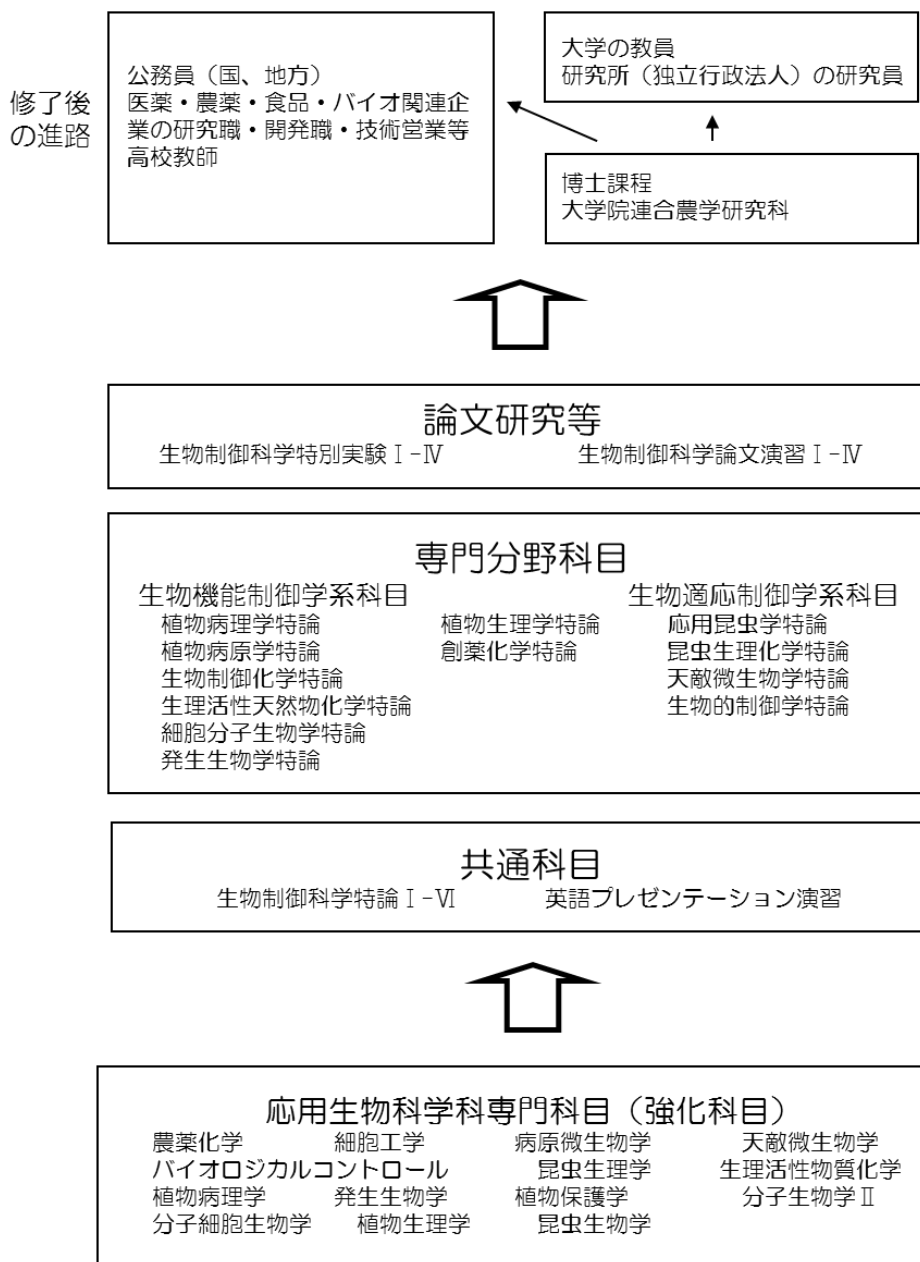 修了後
の進路
公務員(国、地方)
医薬・農薬・食品・バイオ関連企
業の研究職・開発職・技術営業等
高校教師
大学の教員
研究所(独立行政法人)の研究員
博士課程
大学院連合農学研究科
論文研究等
生物制御科学特別実験Ⅰ-Ⅳ 生物制御科学論文演習Ⅰ-Ⅳ
専門分野科目
生物機能制御学系科目 生物適応制御学系科目
植物病理学特論 植物生理学特論 応用昆虫学特論
植物病原学特論 創薬化学特論 昆虫生理化学特論
生物制御化学特論 天敵微生物学特論
生理活性天然物化学特論 生物的制御学特論
細胞分子生物学特論
発生生物学特論
共通科目
生物制御科学特論Ⅰ-Ⅵ 英語プレゼンテーション演習
応用生物科学科専門科目(強化科目)
農薬化学 細胞工学 病原微生物学 天敵微生物学
バイオロジカルコントロール 昆虫生理学 生理活性物質化学
植物病理学 発生生物学 植物保護学 分子生物学Ⅱ
分子細胞生物学 植物生理学 昆虫生物学